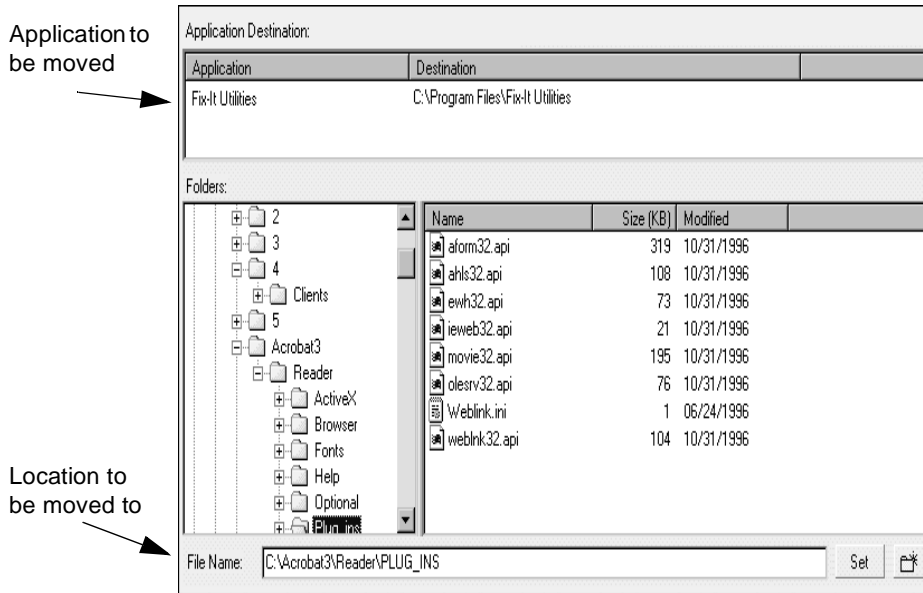 Application to
be moved
Application Destination:
Application Destination
Fix-It Utilities C:\Program Files\Fix-It Utilities
Folders:
2
3
4
Clients
5
Acrobat3
Reader
ActiveX
Browser
Fonts
Help
Optional
Plug_ins
Name Size (KB) Modified
aform32.api 319 10/31/1996
ahls32.api 108 10/31/1996
ewh32.api 73 10/31/1996
ieweb32.api 21 10/31/1996
movie32.api 195 10/31/1996
olesrv32.api 76 10/31/1996
Weblink.ini 1 06/24/1996
weblnk32.api 104 10/31/1996
Location to
be moved to
File Name: C:\Acrobat3\Reader\PLUG_INS Set